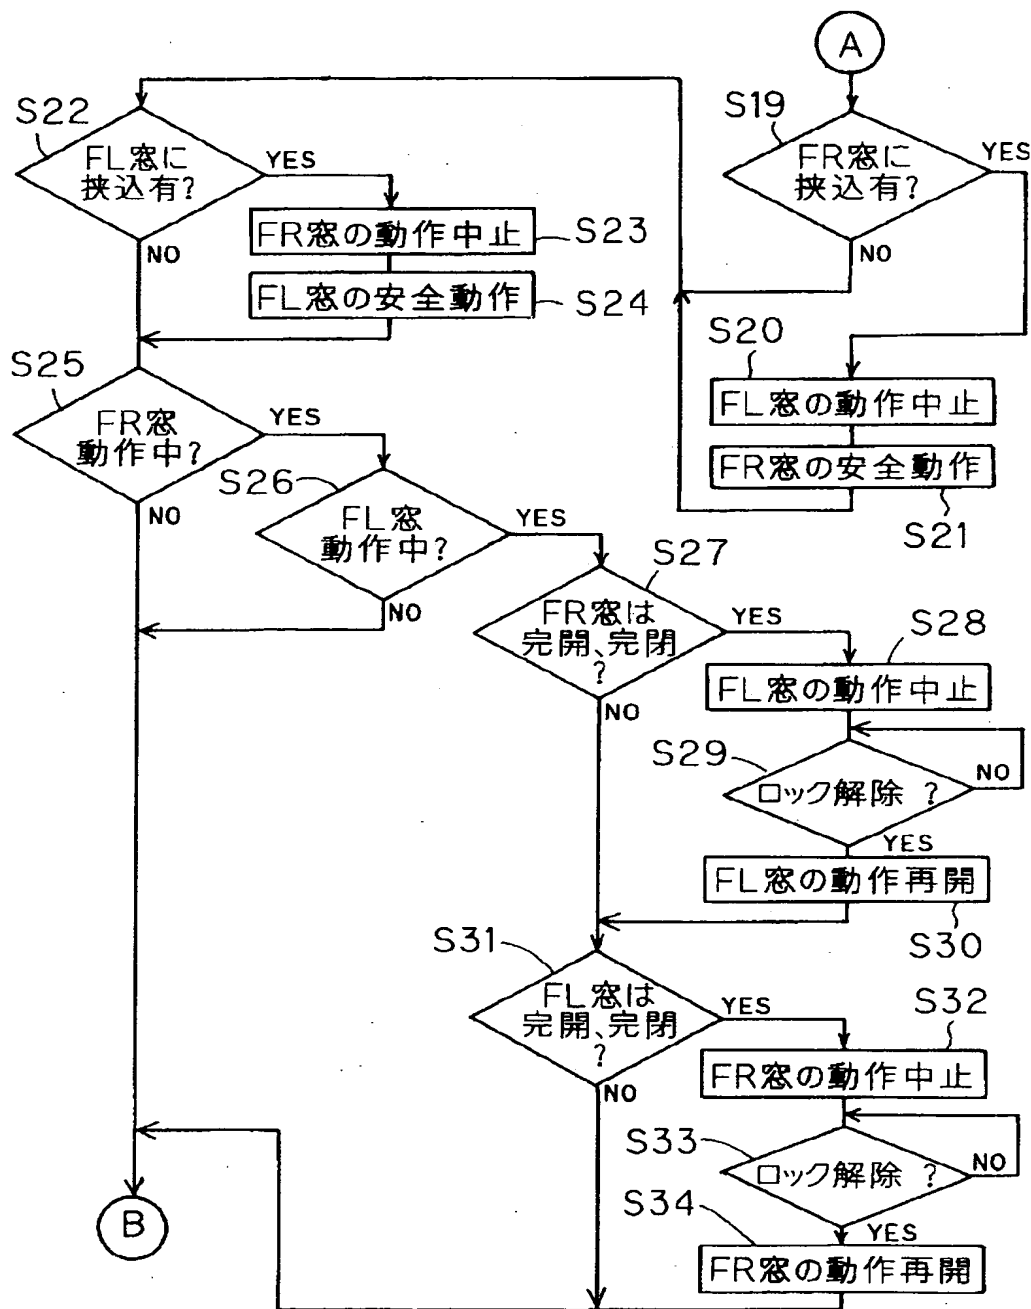 A
S19
FR窓に
挟込有?
YES
NO
S20
FL窓の動作中止
FR窓の安全動作
S21
S22
FL窓に
挟込有?
YES
NO
FR窓の動作中止
S23
FL窓の安全動作
S24
S25
FR窓
動作中?
YES
NO
S26
FL窓
動作中?
YES
NO
S27
FR窓は
完開、完閉
?
YES
NO
S28
FL窓の動作中止
S29
ロック解除 ?
NO
YES
FL窓の動作再開
S30
S31
FL窓は
完開、完閉
?
YES
NO
S32
FR窓の動作中止
S33
ロック解除 ?
NO
YES
S34
FR窓の動作再開
B